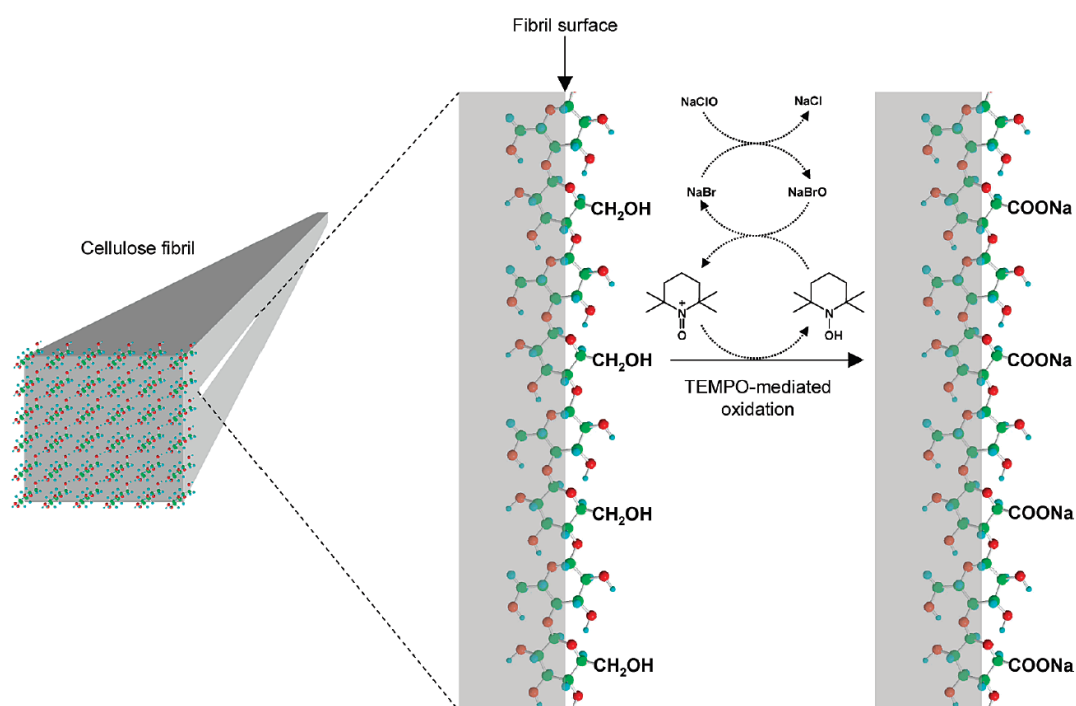 Fibril surface
NaClO
NaCl
NaBr
NaBrO
Cellulose fibril
CH₂OH
COONa
N
+
O
N
OH
CH₂OH
TEMPO-mediated
oxidation
COONa
CH₂OH
COONa
CH₂OH
COONa